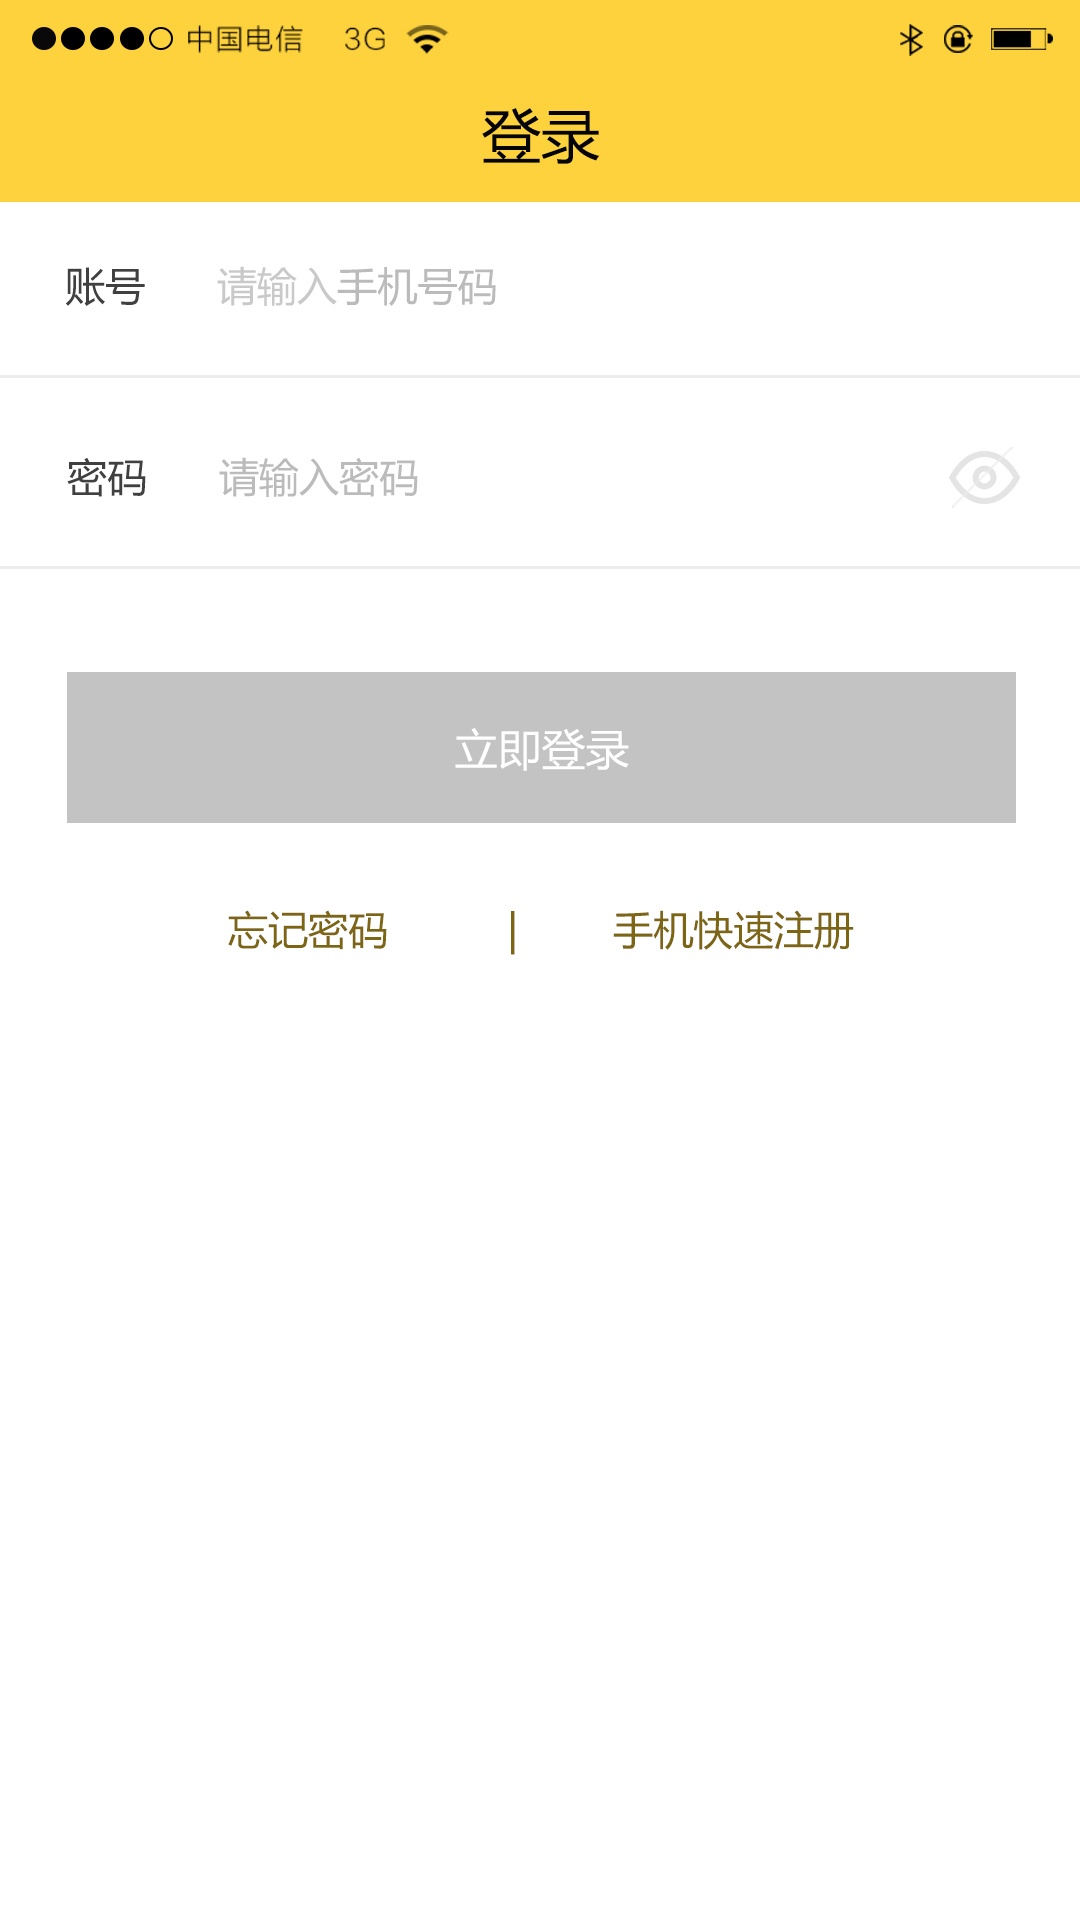 中国电信 3G
登录
账号 请输入手机号码
密码 请输入密码
立即登录
忘记密码 | 手机快速注册